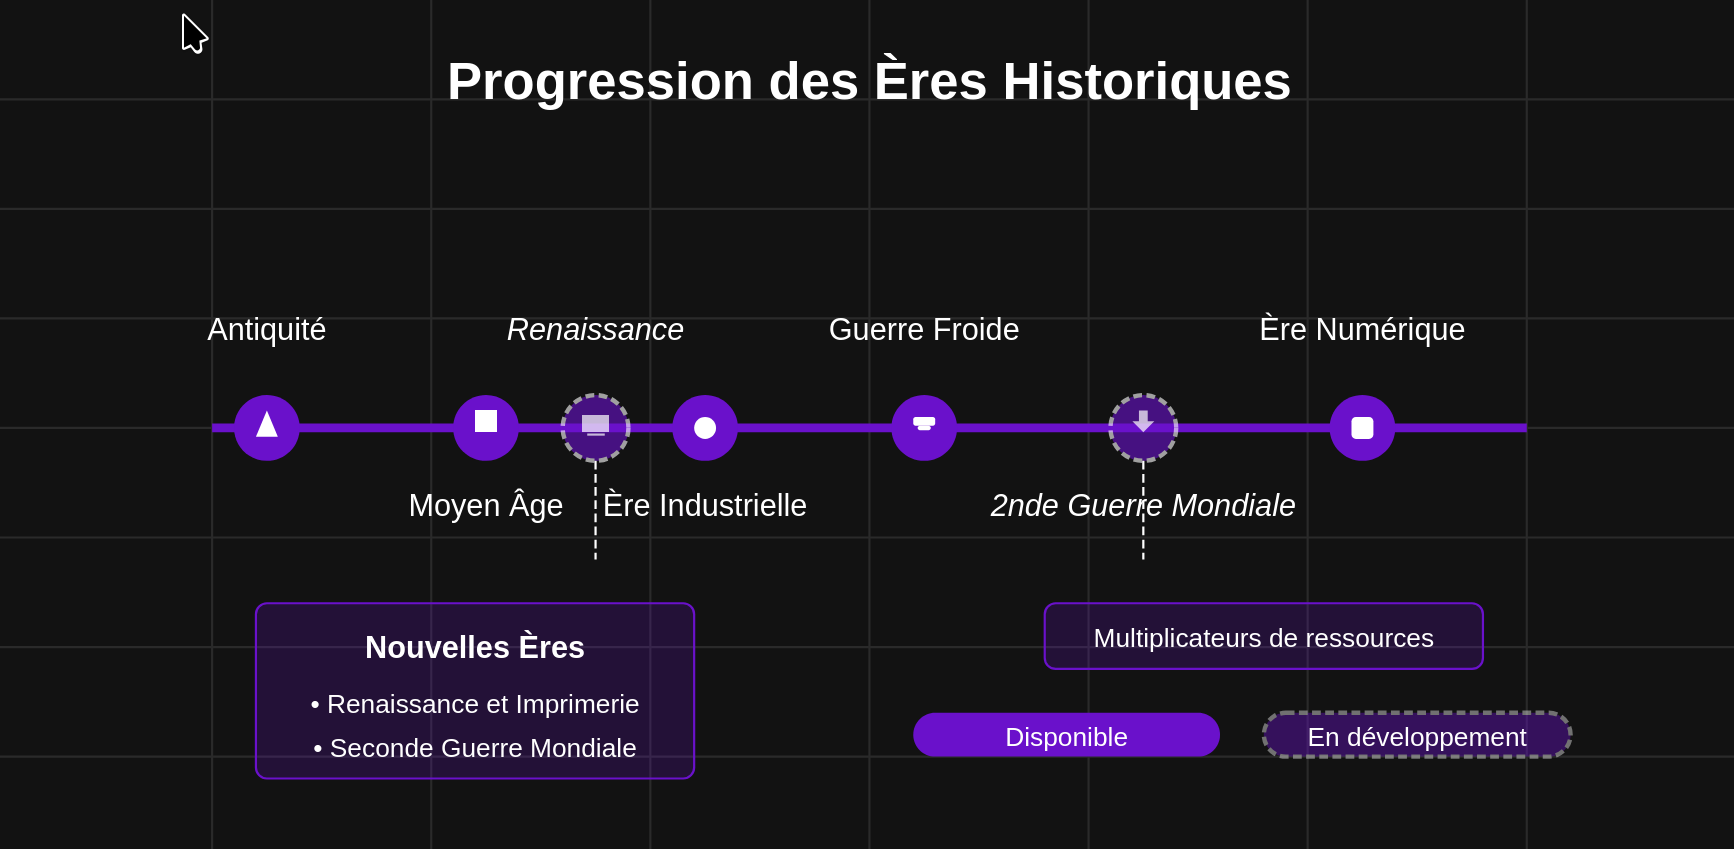 Progression des Ères Historiques
Antiquité
Renaissance
Guerre Froide
Ère Numérique
Moyen Âge
Ère Industrielle
2nde Guerre Mondiale
Nouvelles Ères
• Renaissance et Imprimerie
• Seconde Guerre Mondiale
Multiplicateurs de ressources
Disponible
En développement